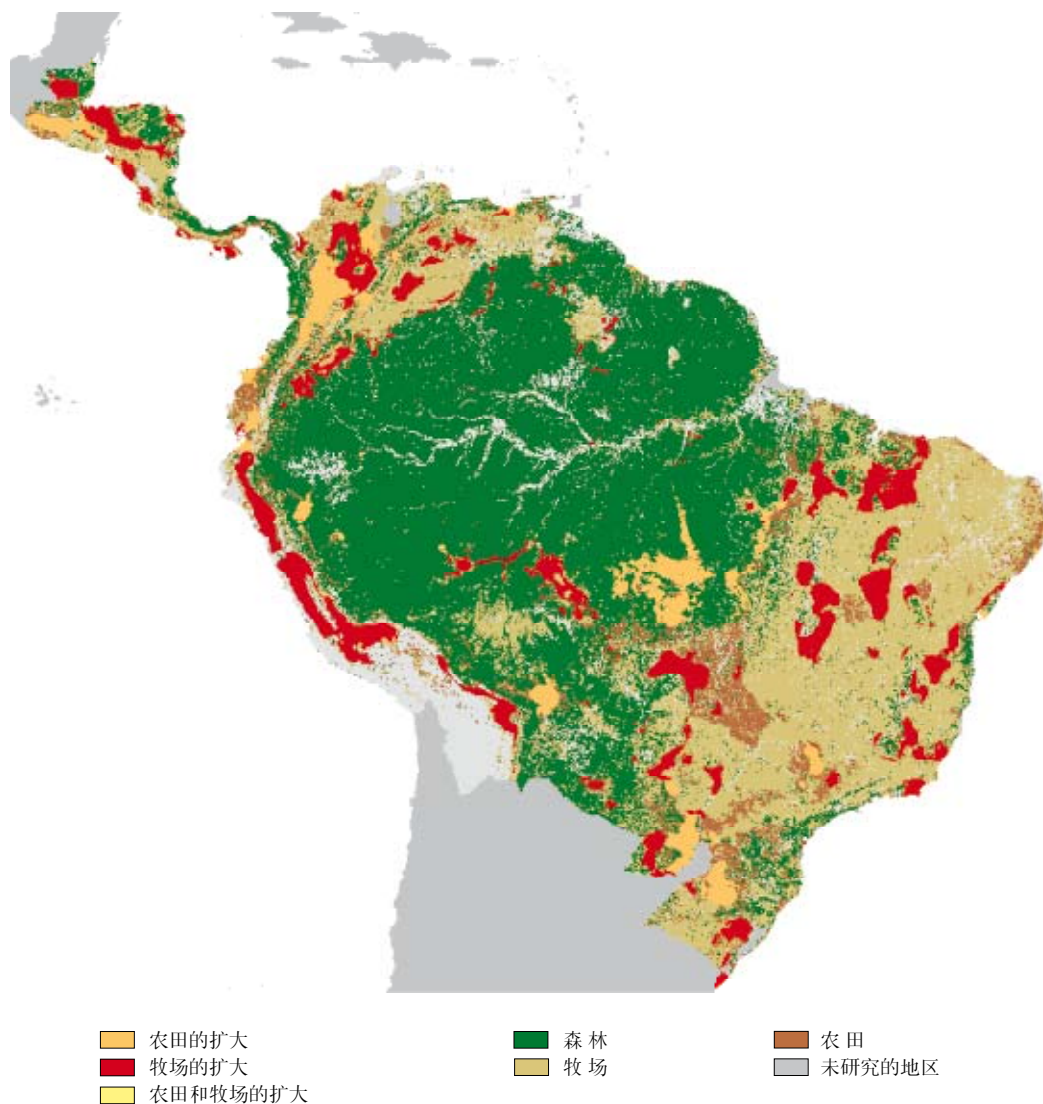 农田的扩大
牧场的扩大
农田和牧场的扩大
森 林
牧 场
农 田
未研究的地区